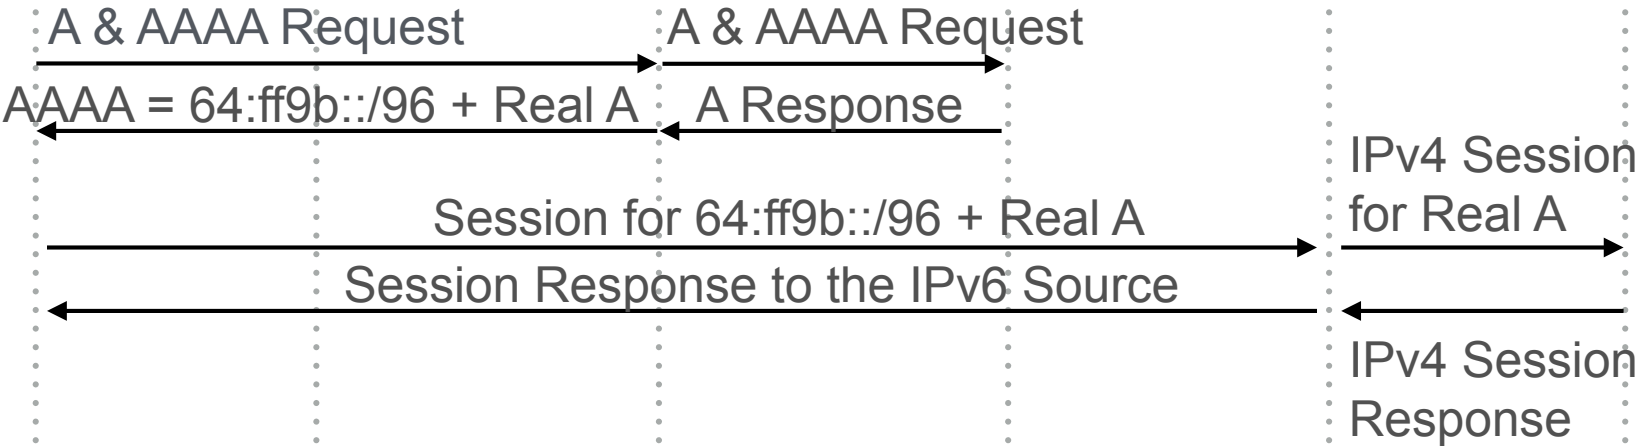 A & AAAA Request
A & AAAA Request
AAAA = 64:ff9b::/96 + Real A
A Response
IPv4 Session
for Real A
Session for 64:ff9b::/96 + Real A
Session Response to the IPv6 Source
IPv4 Session
Response